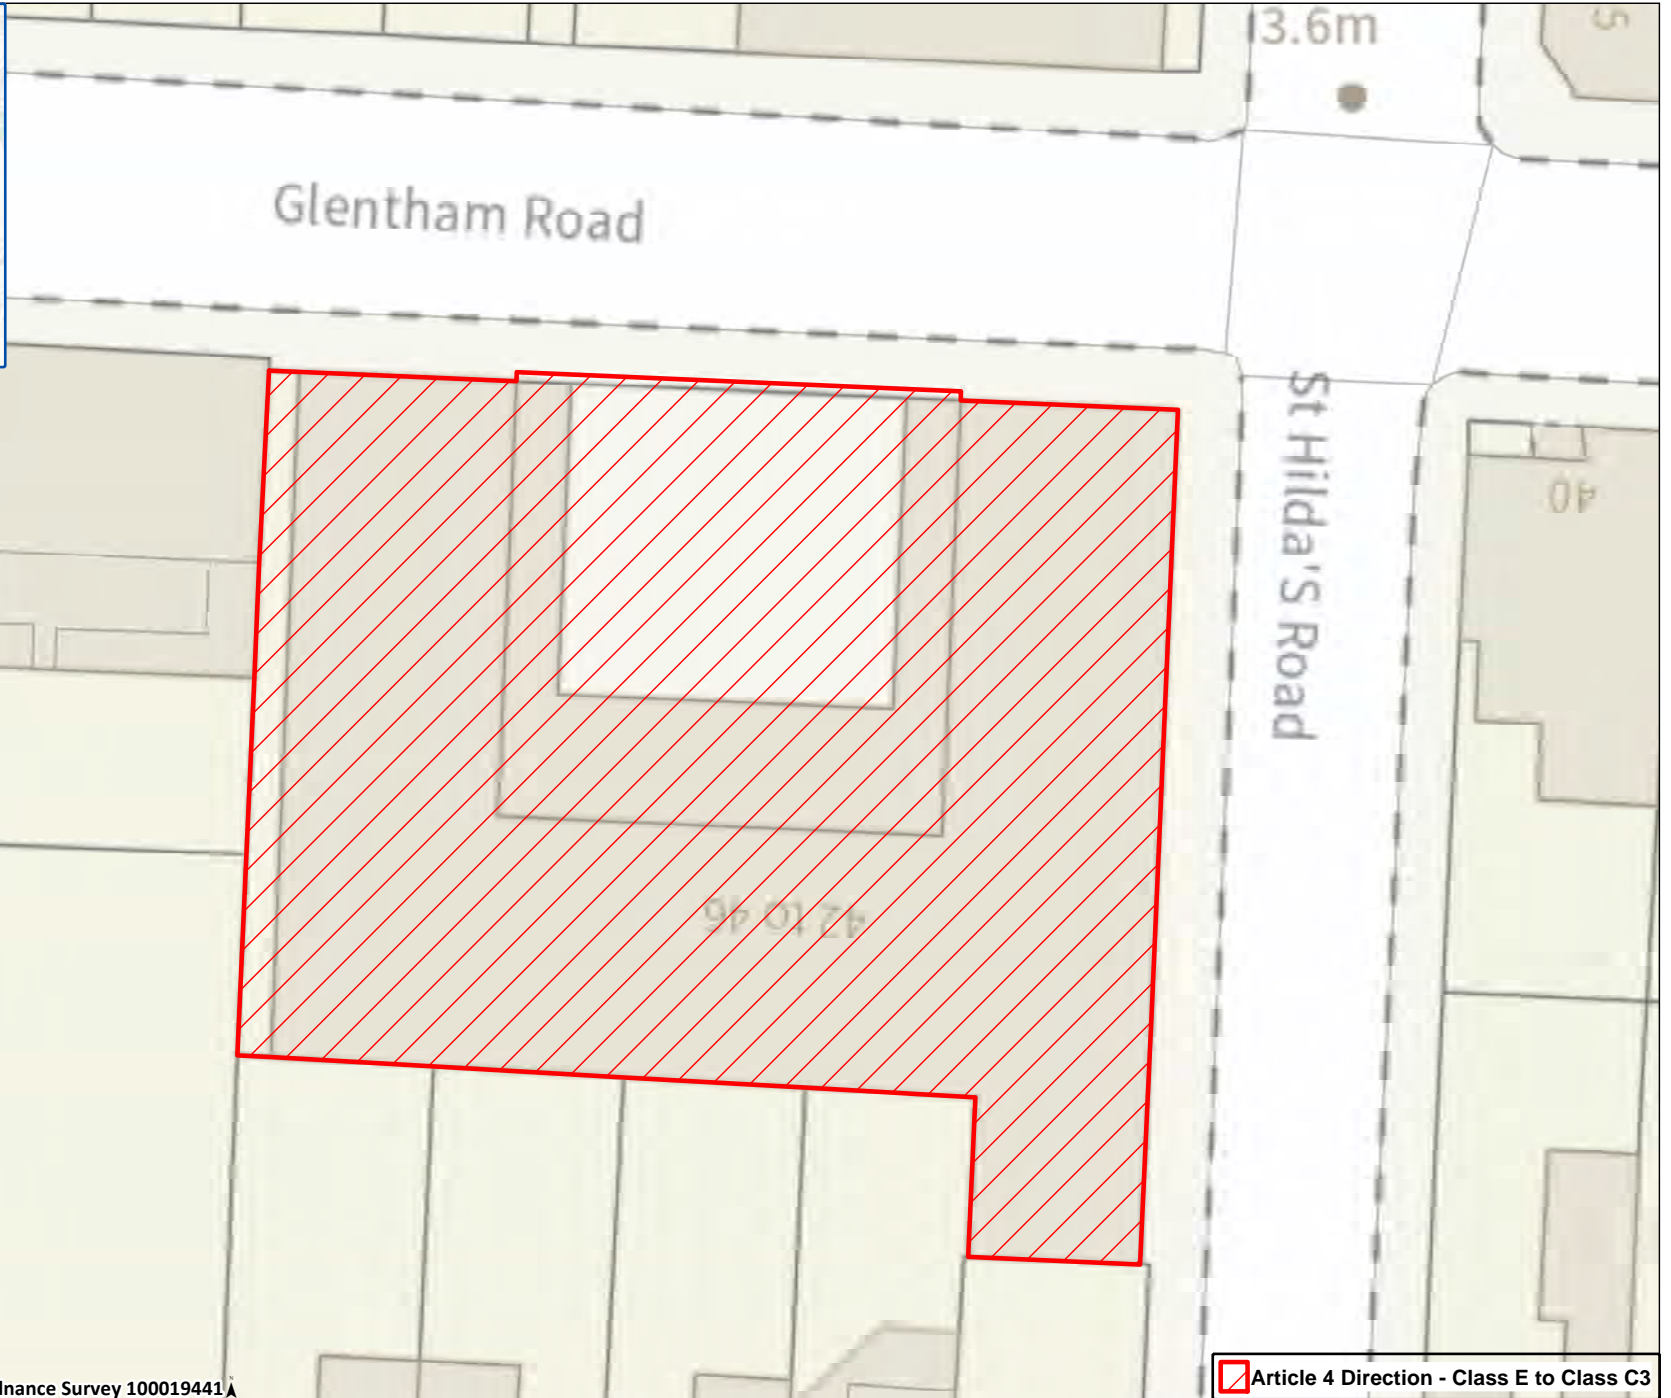 3.6m
5
Glentham Road
St Hilda'S Road
40
42 to 46
nance Survey 100019441
N
Article 4 Direction - Class E to Class C3